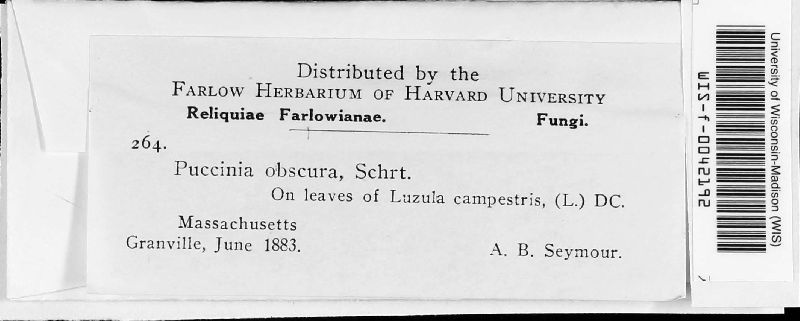 Distributed by the
FARLOW HERBARIUM OF HARVARD UNIVERSITY
Reliquiae Farlowianae. Fungi.
264.
Puccinia obscura, Schrt.
On leaves of Luzula campestris, (L.) DC.
Massachusetts
Granville, June 1883.
A. B. Seymour.
University of Wisconsin-Madison (WIS)
WIS-f-0042192